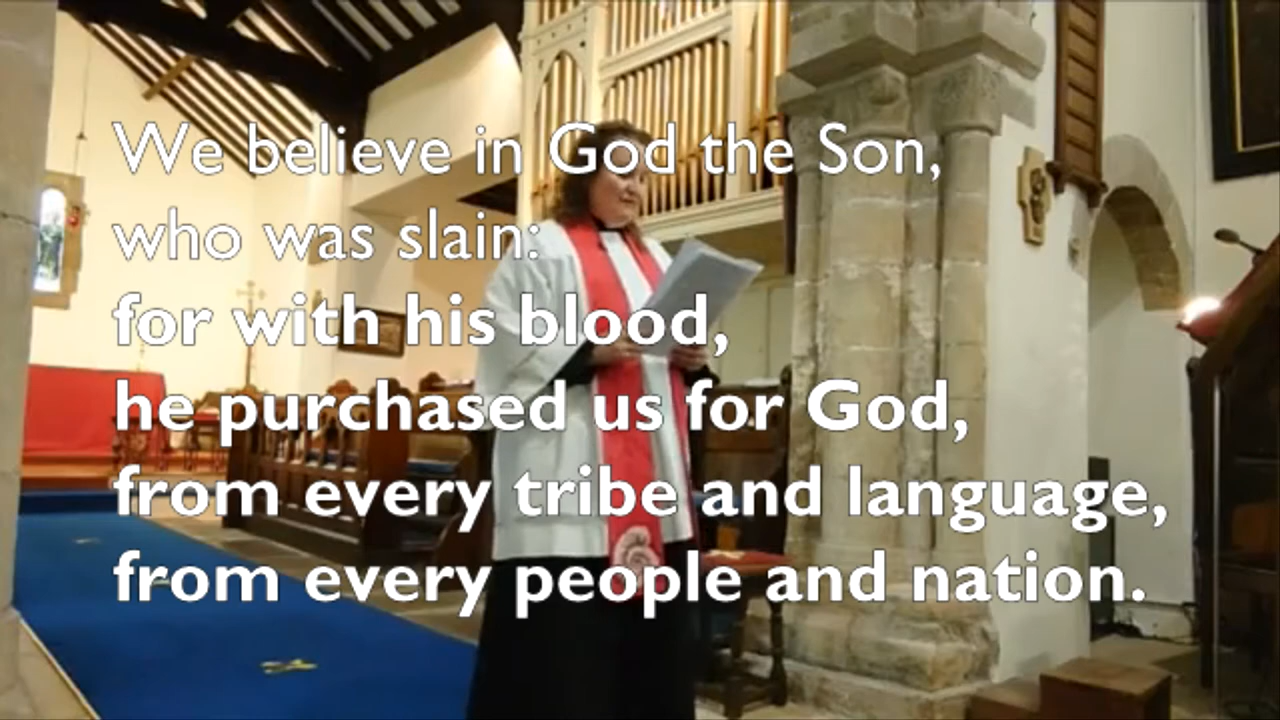 We believe in God the Son,
who was slain:
for with his blood,
he purchased us for God,
from every tribe and language,
from every people and nation.